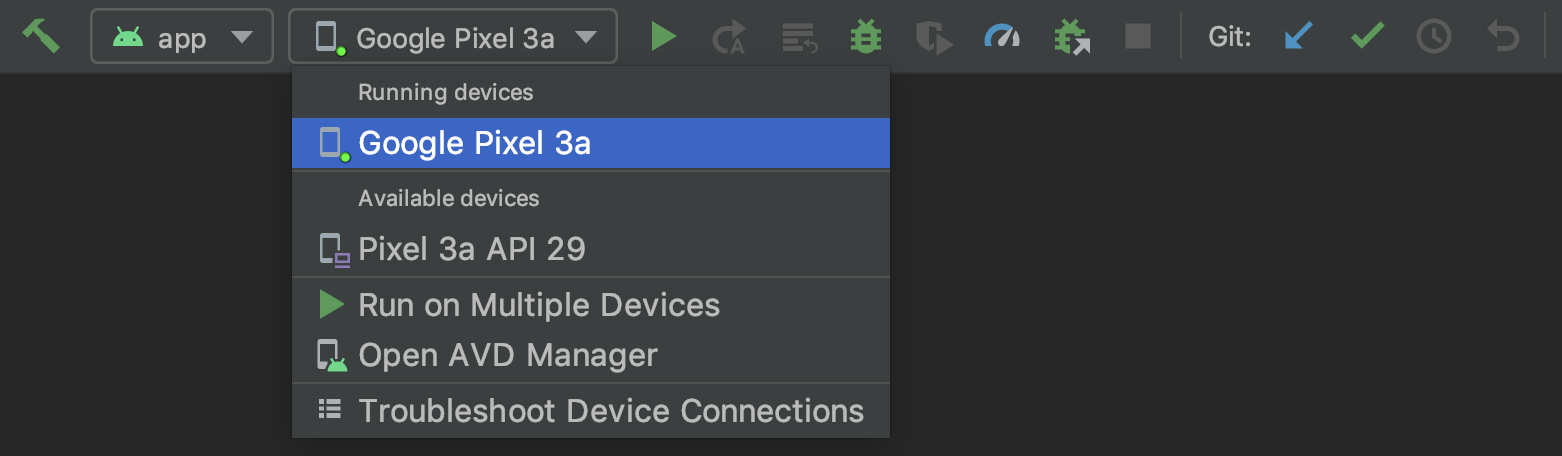 app
Google Pixel 3a
Git:
Running devices
Google Pixel 3a
Available devices
Pixel 3a API 29
Run on Multiple Devices
Open AVD Manager
Troubleshoot Device Connections